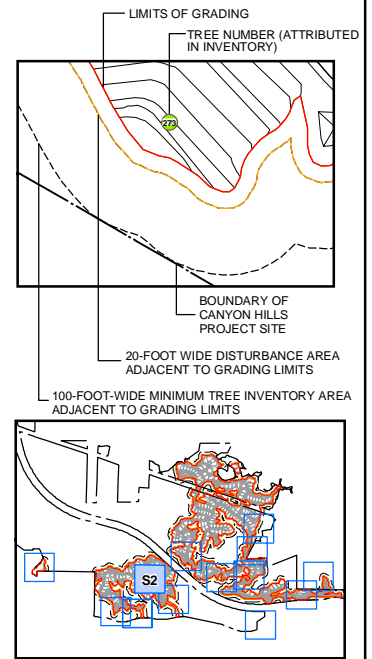 LIMITS OF GRADING
TREE NUMBER (ATTRIBUTED
IN INVENTORY)
273
BOUNDARY OF
CANYON HILLS
PROJECT SITE
20-FOOT WIDE DISTURBANCE AREA
ADJACENT TO GRADING LIMITS
100-FOOT-WIDE MINIMUM TREE INVENTORY AREA
ADJACENT TO GRADING LIMITS
S2